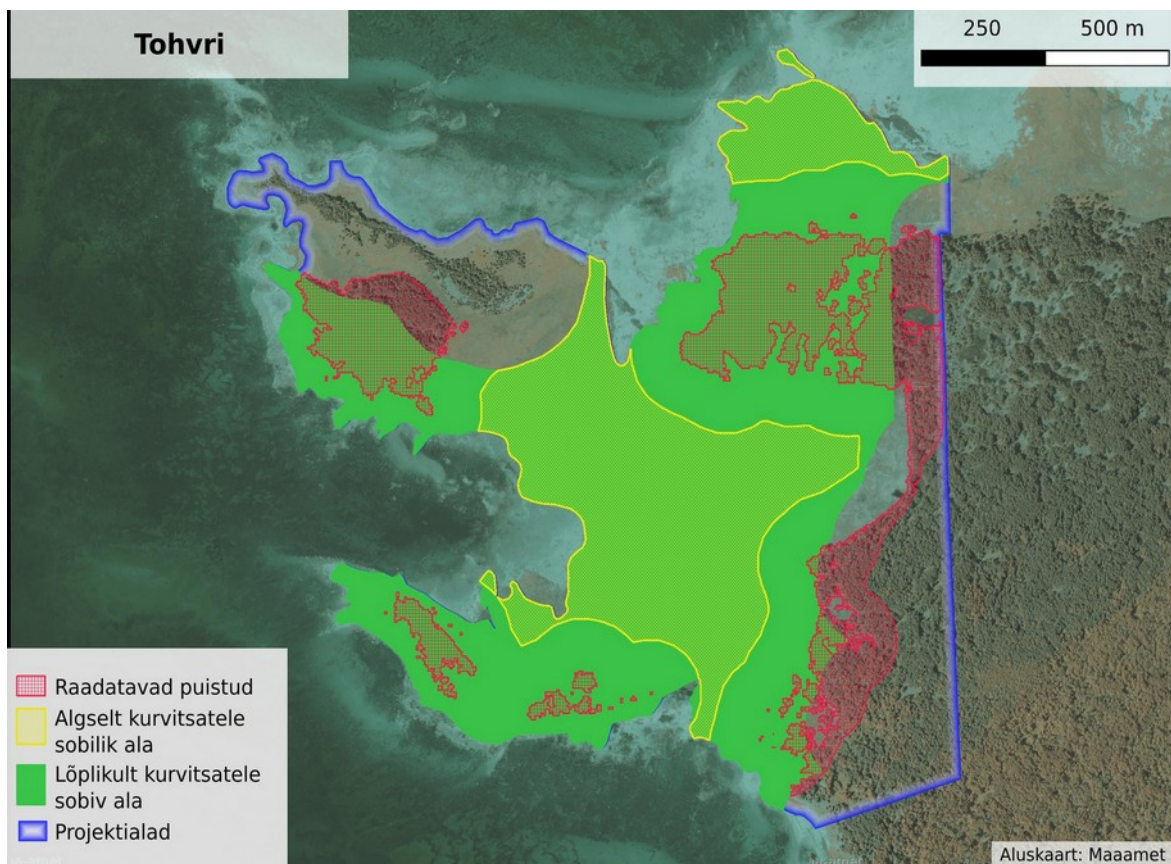 Tohvri
250 500 m
Raadatavad puistud
Algselt kurvitsatele
sobilik ala
Lõplikult kurvitsatele
sobiv ala
Projektialad
Aluskaart: Maaamet